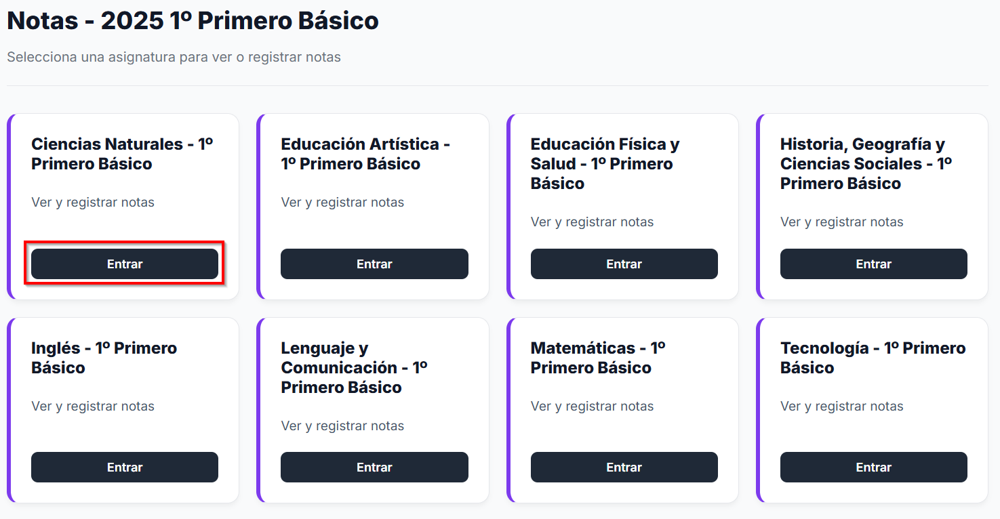 Notas - 2025 1º Primero Básico
Selecciona una asignatura para ver o registrar notas
Ciencias Naturales - 1º
Primero Básico
Ver y registrar notas
Entrar
Educación Artística -
1º Primero Básico
Ver y registrar notas
Entrar
Educación Física y
Salud - 1º Primero
Básico
Ver y registrar notas
Entrar
Historia, Geografía y
Ciencias Sociales - 1º
Primero Básico
Ver y registrar notas
Entrar
Inglés - 1º Primero
Básico
Ver y registrar notas
Entrar
Lenguaje y
Comunicación - 1º
Primero Básico
Ver y registrar notas
Entrar
Matemáticas - 1º
Primero Básico
Ver y registrar notas
Entrar
Tecnología - 1º Primero
Básico
Ver y registrar notas
Entrar